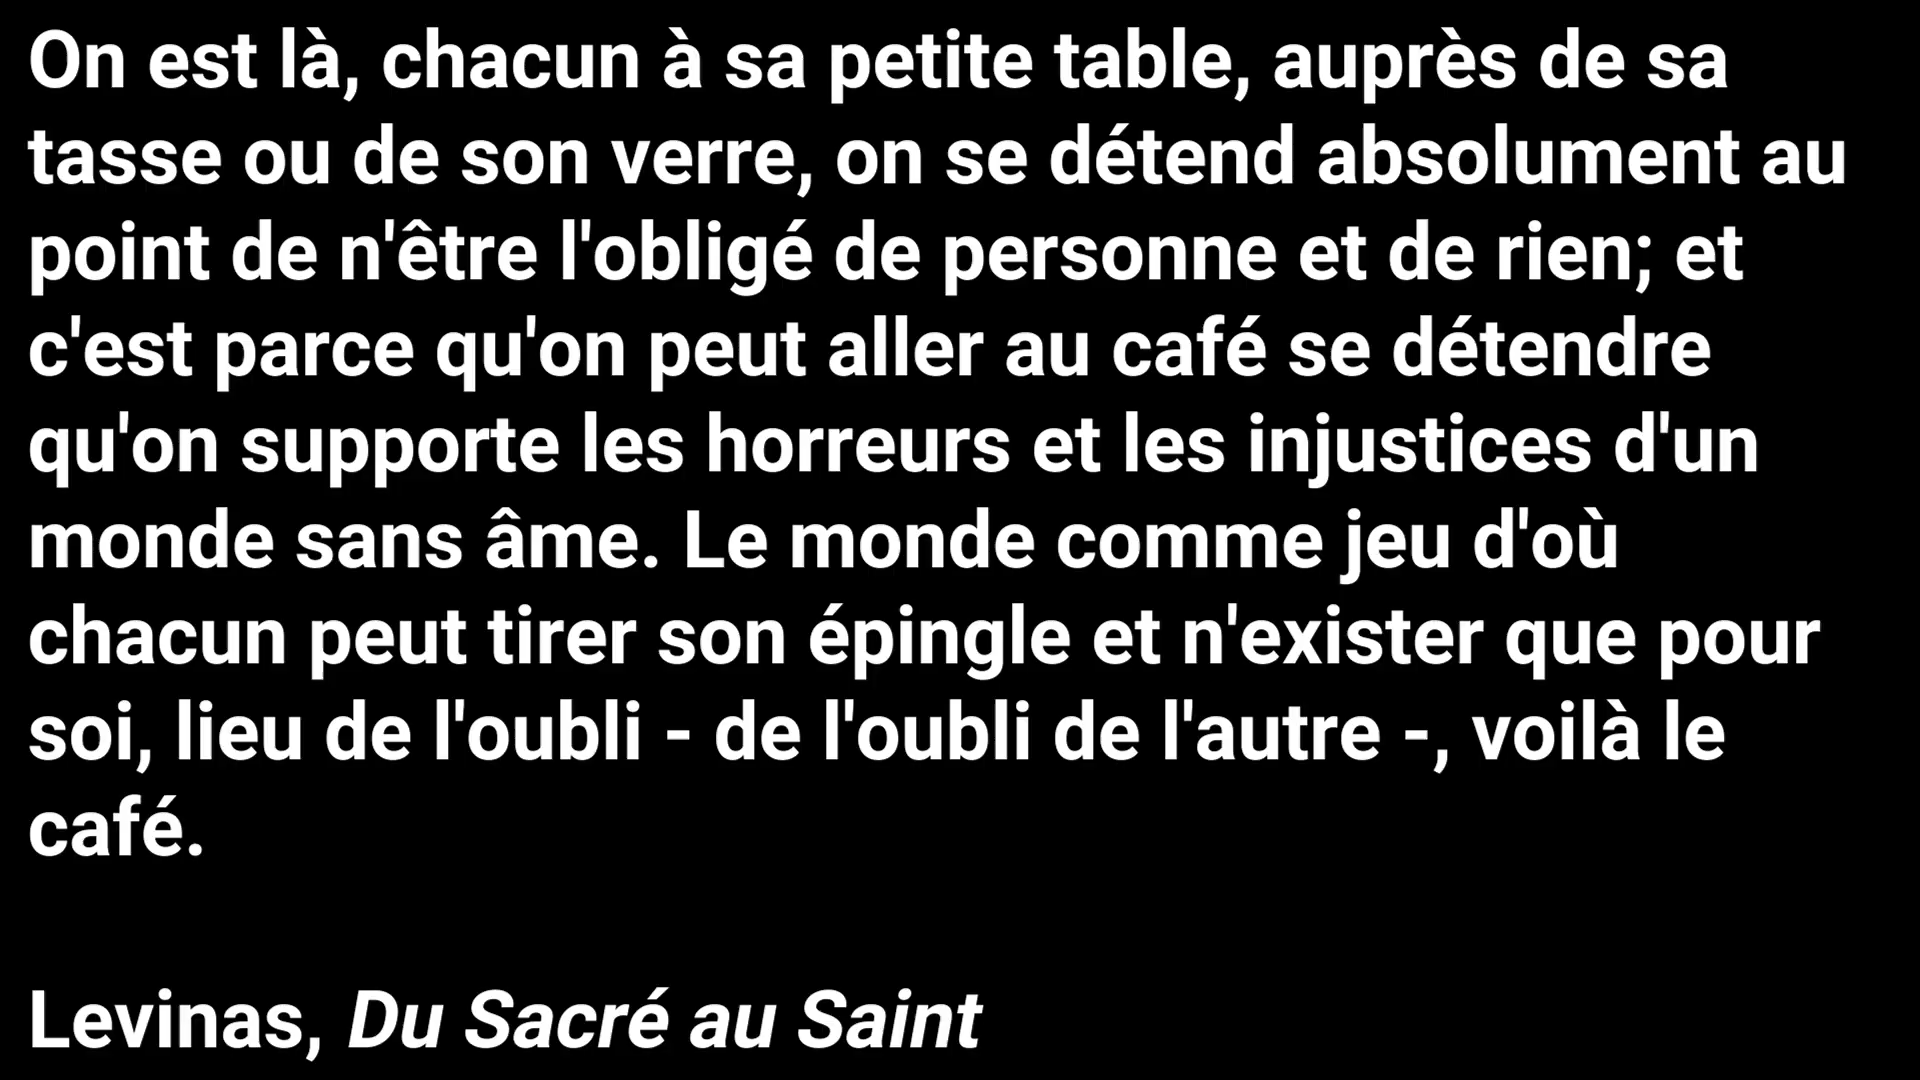 On est là, chacun à sa petite table, auprès de sa
tasse ou de son verre, on se détend absolument au
point de n'être l'obligé de personne et de rien; et
c'est parce qu'on peut aller au café se détendre
qu'on supporte les horreurs et les injustices d'un
monde sans âme. Le monde comme jeu d'où
chacun peut tirer son épingle et n'exister que pour
soi, lieu de l'oubli - de l'oubli de l'autre -, voilà le
café.
Levinas, Du Sacré au Saint